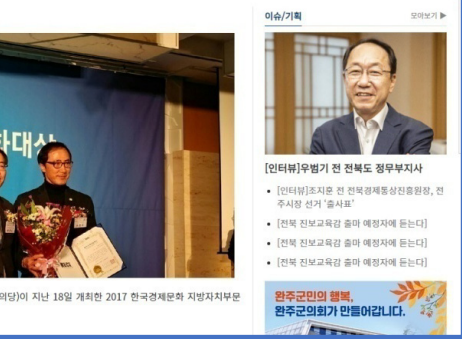 이슈/기획
모아보기 ▶
화대상
[인터뷰]우범기 전 전북도 정무부지사
• [인터뷰]조지훈 전 전북경제통상진흥원장, 전
주시장 선거 '출사표'
• [전북 진보교육감 출마 예정자에 듣는다]
• [전북 진보교육감 출마 예정자에 듣는다]
• [전북 진보교육감 출마 예정자에 듣는다]
의당)이 지난 18일 개최한 2017 한국경제문화 지방자치부문
완주군민의 행복,
완주군의회가 만들어갑니다.